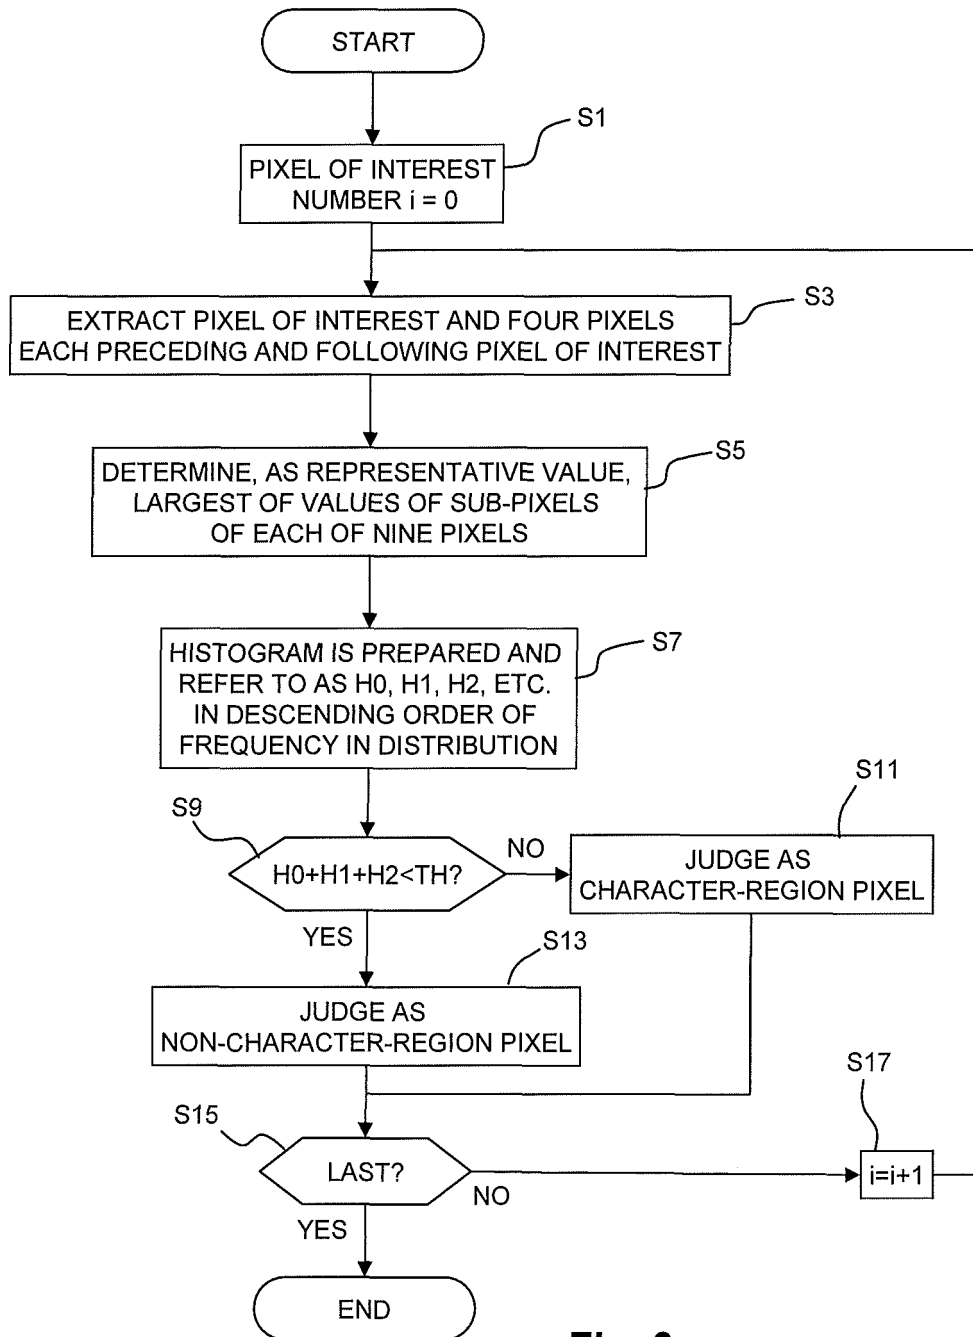 START
S1
PIXEL OF INTEREST
NUMBER i = 0
S3
EXTRACT PIXEL OF INTEREST AND FOUR PIXELS
EACH PRECEDING AND FOLLOWING PIXEL OF INTEREST
S5
DETERMINE, AS REPRESENTATIVE VALUE,
LARGEST OF VALUES OF SUB-PIXELS
OF EACH OF NINE PIXELS
S7
HISTOGRAM IS PREPARED AND
REFER TO AS H0, H1, H2, ETC.
IN DESCENDING ORDER OF
FREQUENCY IN DISTRIBUTION
S9
H0+H1+H2<TH?
NO
S11
JUDGE AS
CHARACTER-REGION PIXEL
YES
S13
JUDGE AS
NON-CHARACTER-REGION PIXEL
S15
LAST?
NO
S17
i=i+1
YES
END